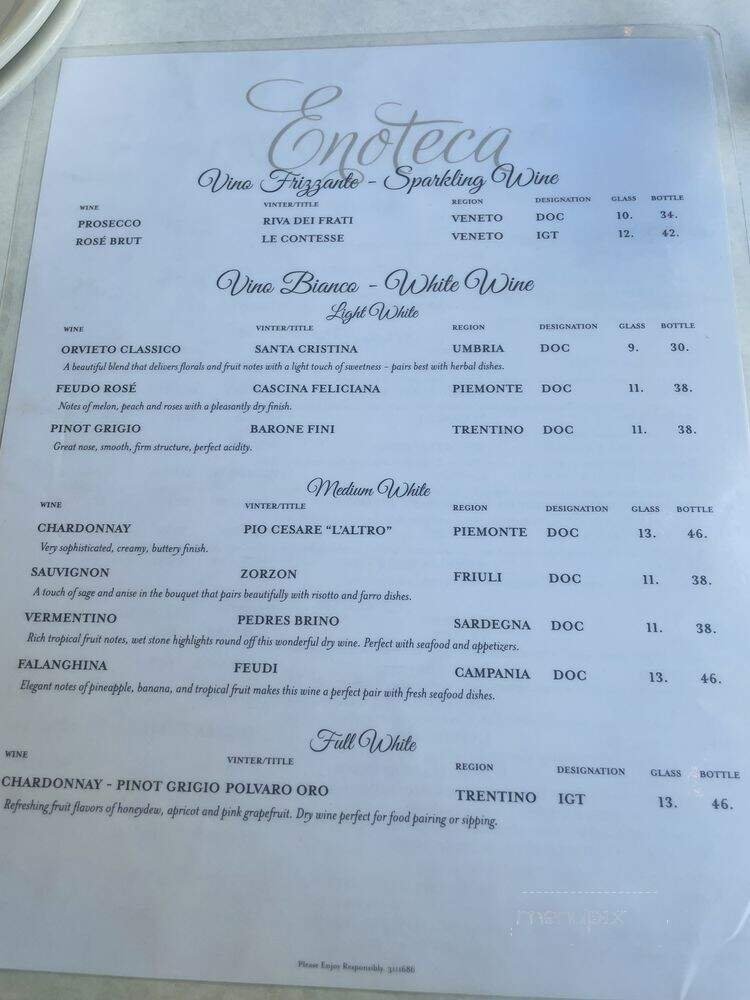 Enoteca
Vino Frizzante - Sparkling Wine
WINE VINTER/TITLE REGION DESIGNATION GLASS BOTTLE
PROSECCO RIVA DEI FRATI VENETO DOC 10. 34.
ROSÉ BRUT LE CONTESSE VENETO IGT 12. 42.
Vino Bianco - White Wine
Light White
WINE VINTER/TITLE REGION DESIGNATION GLASS BOTTLE
ORVIETO CLASSICO SANTA CRISTINA UMBRIA DOC 9. 30.
A beautiful blend that delivers florals and fruit notes with a light touch of sweetness – pairs best with herbal dishes.
FEUDO ROSÉ CASCINA FELICIANA PIEMONTE DOC 11. 38.
Notes of melon, peach and roses with a pleasantly dry finish.
PINOT GRIGIO BARONE FINI TRENTINO DOC 11. 38.
Great nose, smooth, firm structure, perfect acidity.
Medium White
WINE VINTER/TITLE REGION DESIGNATION GLASS BOTTLE
CHARDONNAY PIO CESARE “L’ALTRO” PIEMONTE DOC 13. 46.
Very sophisticated, creamy, buttery finish.
SAUVIGNON ZORZON FRIULI DOC 11. 38.
A touch of sage and anise in the bouquet that pairs beautifully with risotto and farro dishes.
VERMENTINO PEDRES BRINO SARDEGNA DOC 11. 38.
Rich tropical fruit notes, wet stone highlights round off this wonderful dry wine. Perfect with seafood and appetizers.
FALANGHINA FEUDI CAMPANIA DOC 13. 46.
Elegant notes of pineapple, banana, and tropical fruit makes this wine a perfect pair with fresh seafood dishes.
Full White
WINE VINTER/TITLE REGION DESIGNATION GLASS BOTTLE
CHARDONNAY - PINOT GRIGIO POLVARO ORO TRENTINO IGT 13. 46.
Refreshing fruit flavors of honeydew, apricot and pink grapefruit. Dry wine perfect for food pairing or sipping.
menupix
Please Enjoy Responsibly. 3111686